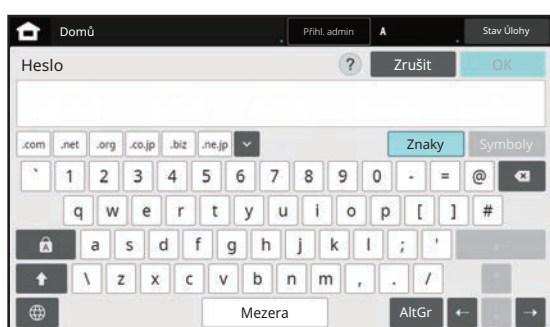 Domů Přihl. admin A Stav Úlohy
Heslo ? Zrušit OK
.com .net .org .co.jp .biz .ne.jp Znaky Symboly
` 1 2 3 4 5 6 7 8 9 0 - = @
q w e r t y u i o p [ ] #
A a s d f g h j k l ; '
\ z x c v b n m , . /
Mezera AltGr